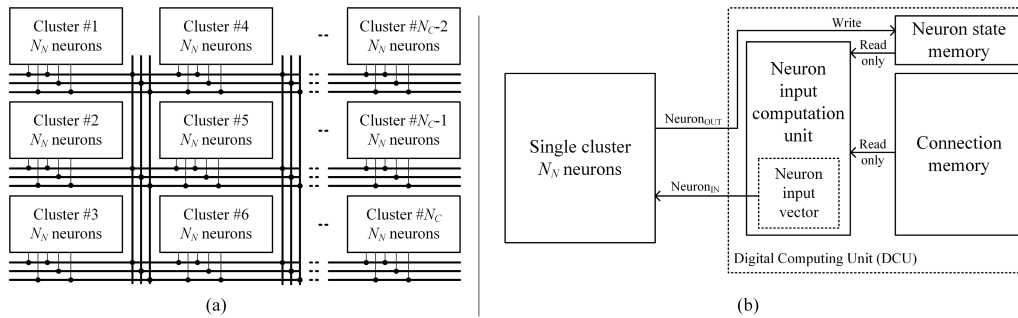 Cluster #1
N_N neurons
Cluster #4
N_N neurons
Cluster #N_C-2
N_N neurons
Cluster #2
N_N neurons
Cluster #5
N_N neurons
Cluster #N_C-1
N_N neurons
Cluster #3
N_N neurons
Cluster #6
N_N neurons
Cluster #N_C
N_N neurons
(a)
Single cluster
N_N neurons
Neuron_OUT
Neuron_IN
Write
Neuron state
memory
Read
only
Neuron
input
computation
unit
Neuron
input
vector
Read
only
Connection
memory
Digital Computing Unit (DCU)
(b)